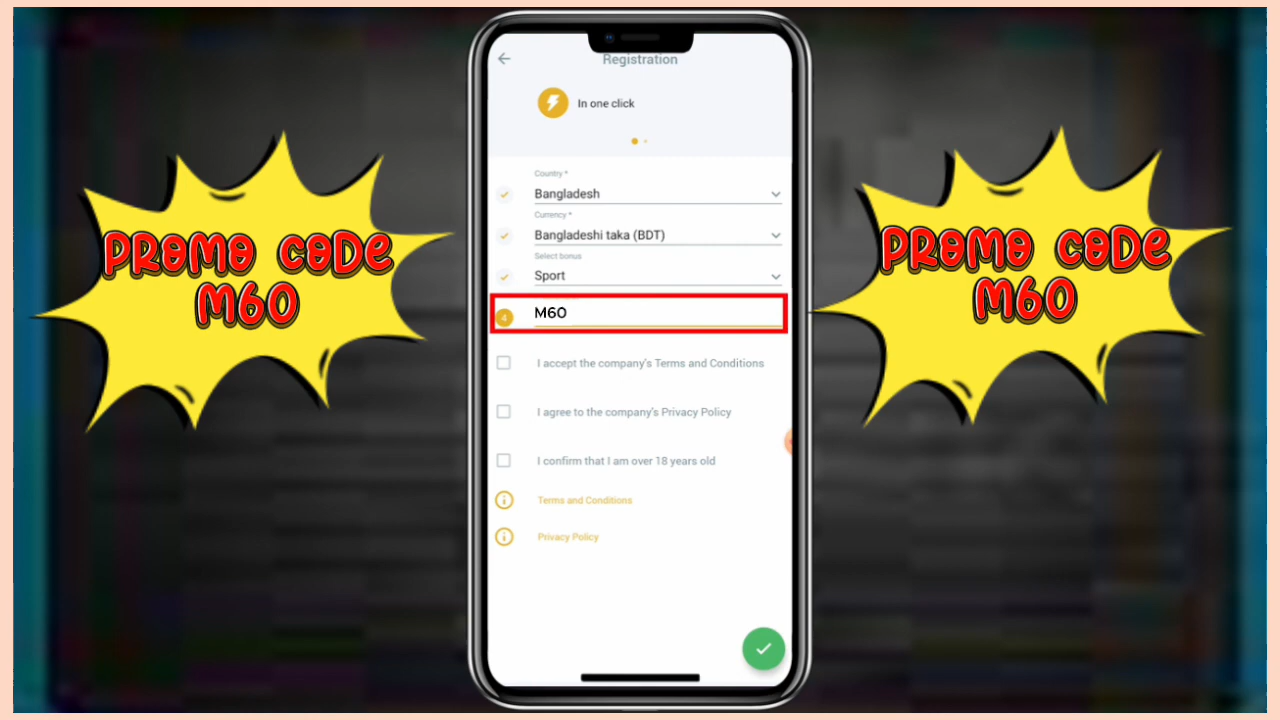 Registration
In one click
Country *
Bangladesh
Currency *
Bangladeshi taka (BDT)
Select bonus
Sport
4
M60
I accept the company's Terms and Conditions
I agree to the company's Privacy Policy
I confirm that I am over 18 years old
Terms and Conditions
Privacy Policy
PROMO CODE
M60
PROMO CODE
M60